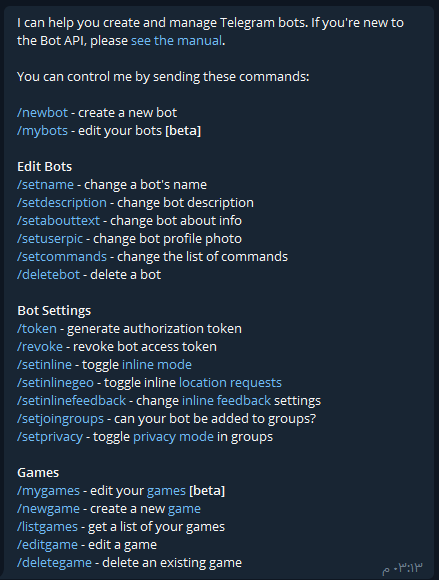 I can help you create and manage Telegram bots. If you're new to
the Bot API, please see the manual.
You can control me by sending these commands:
/newbot - create a new bot
/mybots - edit your bots [beta]
Edit Bots
/setname - change a bot's name
/setdescription - change bot description
/setabouttext - change bot about info
/setuserpic - change bot profile photo
/setcommands - change the list of commands
/deletebot - delete a bot
Bot Settings
/token - generate authorization token
/revoke - revoke bot access token
/setinline - toggle inline mode
/setinlinegeo - toggle inline location requests
/setinlinefeedback - change inline feedback settings
/setjoingroups - can your bot be added to groups?
/setprivacy - toggle privacy mode in groups
Games
/mygames - edit your games [beta]
/newgame - create a new game
/listgames - get a list of your games
/editgame - edit a game
/deletegame - delete an existing game
٠٣:١٣ م